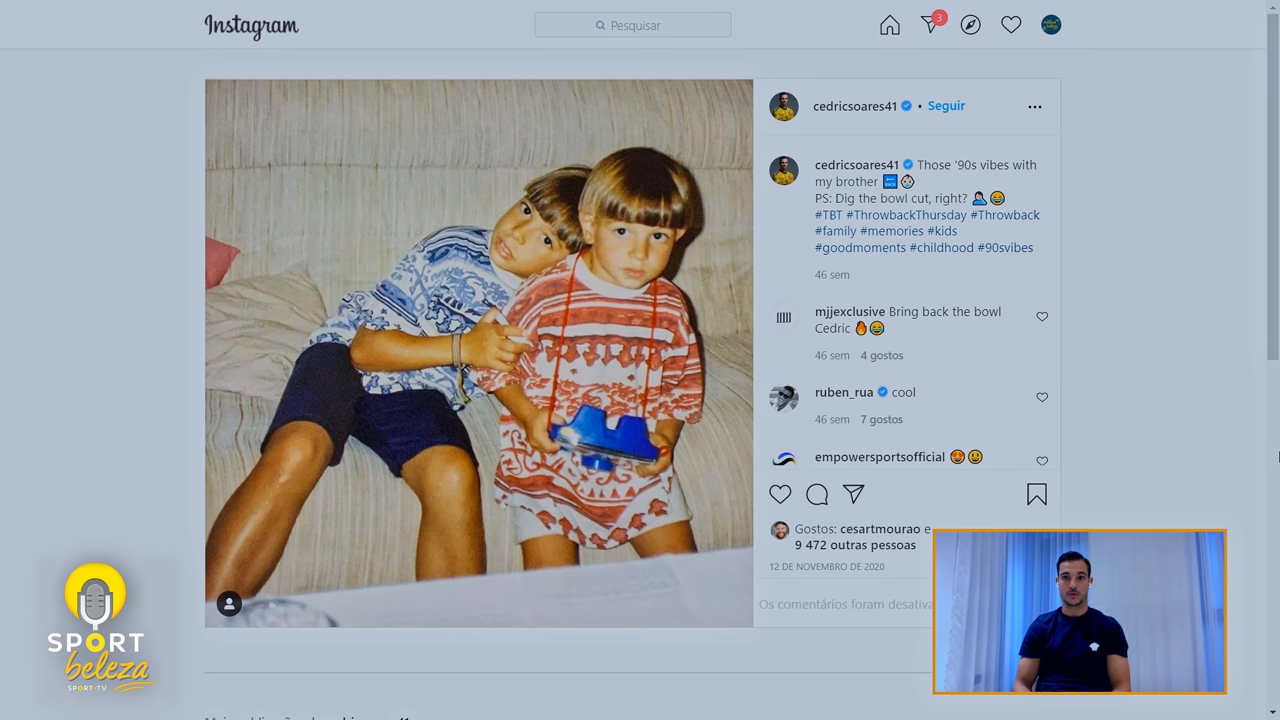 Instagram
Pesquisar
3
cedricsoares41 • Seguir
cedricsoares41 Those '90s vibes with
my brother 🔙👶🏻
BACK
PS: Dig the bowl cut, right? 🤦🏻‍♂️😂
#TBT #ThrowbackThursday #Throwback
#family #memories #kids
#goodmoments #childhood #90svibes
46 sem
mjjexclusive Bring back the bowl
Cedric 🔥😂
46 sem 4 gostos
ruben_rua cool
46 sem 7 gostos
empowersportsofficial 😍😀
Gostos: cesartmourao e
9 472 outras pessoas
12 DE NOVEMBRO DE 2020
Os comentários foram desativa
SPORT
beleza
SPORT·TV